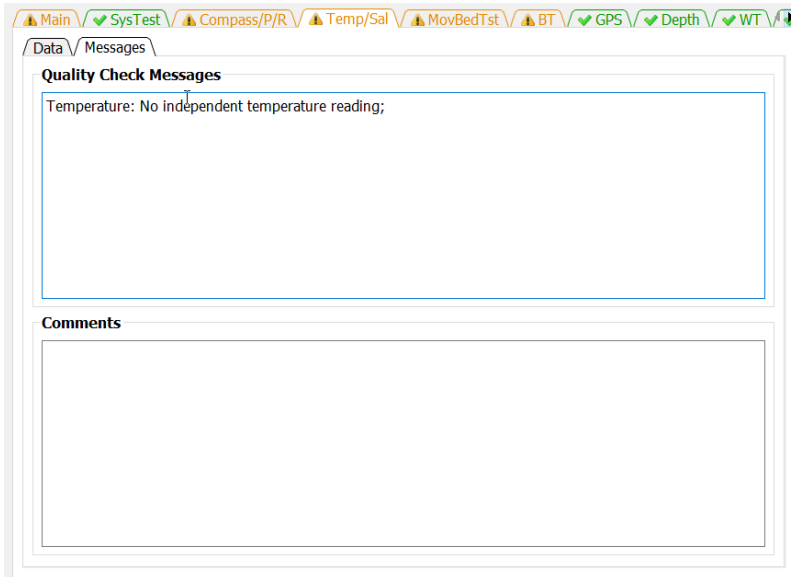 Main SysTest Compass/P/R Temp/Sal MovBedTst BT GPS Depth WT
Data Messages
Quality Check Messages
Temperature: No independent temperature reading;
Comments